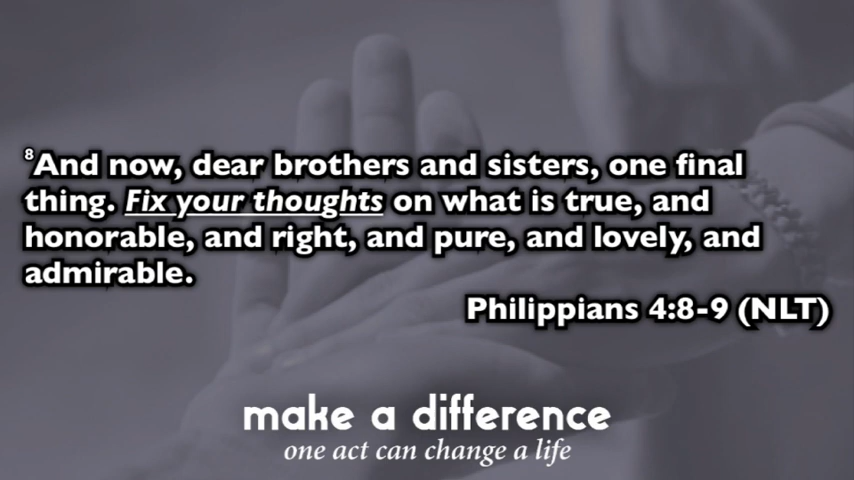 ⁸And now, dear brothers and sisters, one final
thing. Fix your thoughts on what is true, and
honorable, and right, and pure, and lovely, and
admirable.
Philippians 4:8-9 (NLT)
make a difference
one act can change a life